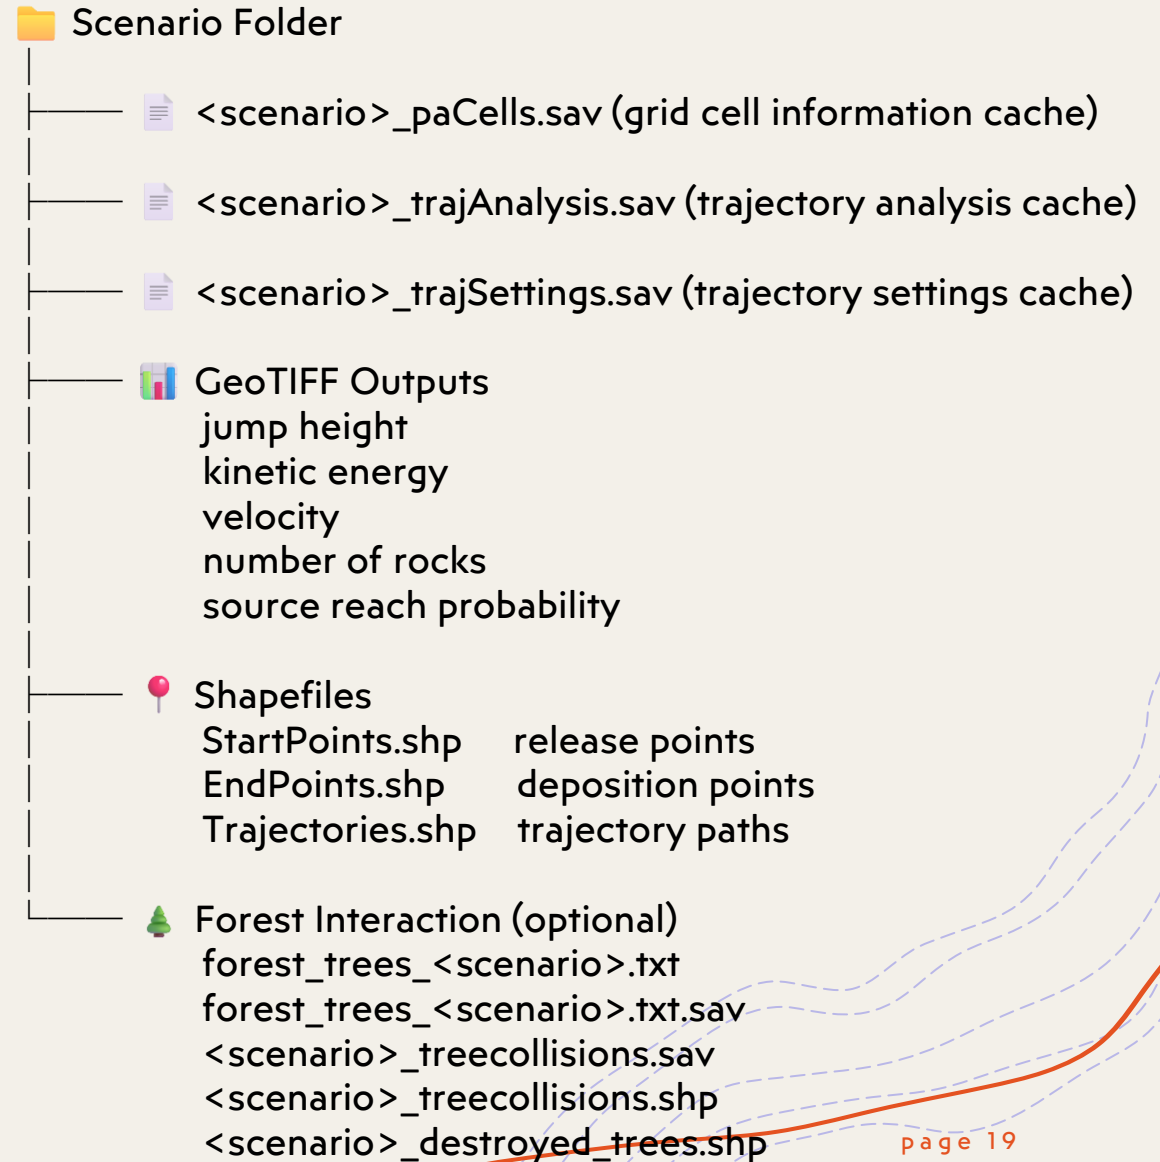 Scenario Folder
<scenario>_paCells.sav (grid cell information cache)
<scenario>_trajAnalysis.sav (trajectory analysis cache)
<scenario>_trajSettings.sav (trajectory settings cache)
GeoTIFF Outputs
jump height
kinetic energy
velocity
number of rocks
source reach probability
Shapefiles
StartPoints.shp release points
EndPoints.shp deposition points
Trajectories.shp trajectory paths
Forest Interaction (optional)
forest_trees_<scenario>.txt
forest_trees_<scenario>.txt.sav
<scenario>_treecollisions.sav
<scenario>_treecollisions.shp
<scenario>_destroyed_trees.shp
page 19